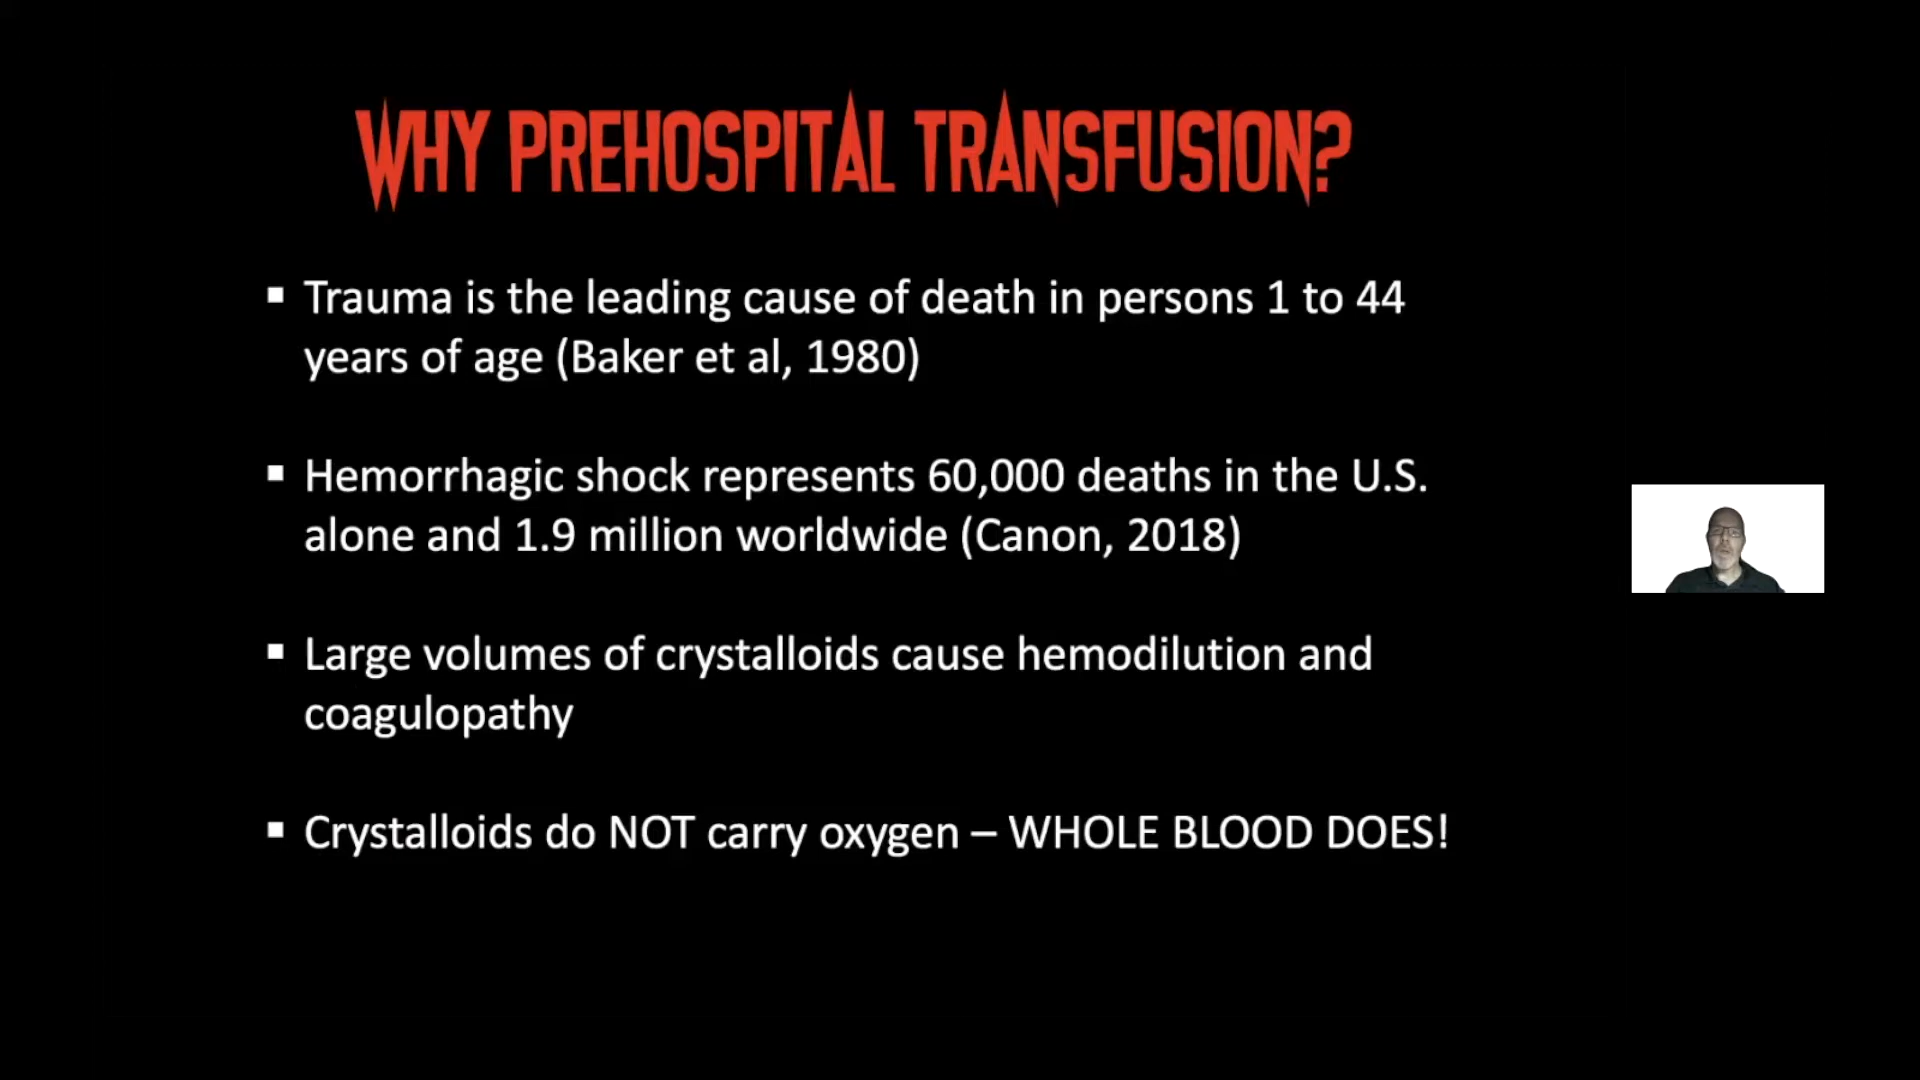 WHY PREHOSPITAL TRANSFUSION?
▪ Trauma is the leading cause of death in persons 1 to 44
years of age (Baker et al, 1980)
▪ Hemorrhagic shock represents 60,000 deaths in the U.S.
alone and 1.9 million worldwide (Canon, 2018)
▪ Large volumes of crystalloids cause hemodilution and
coagulopathy
▪ Crystalloids do NOT carry oxygen – WHOLE BLOOD DOES!